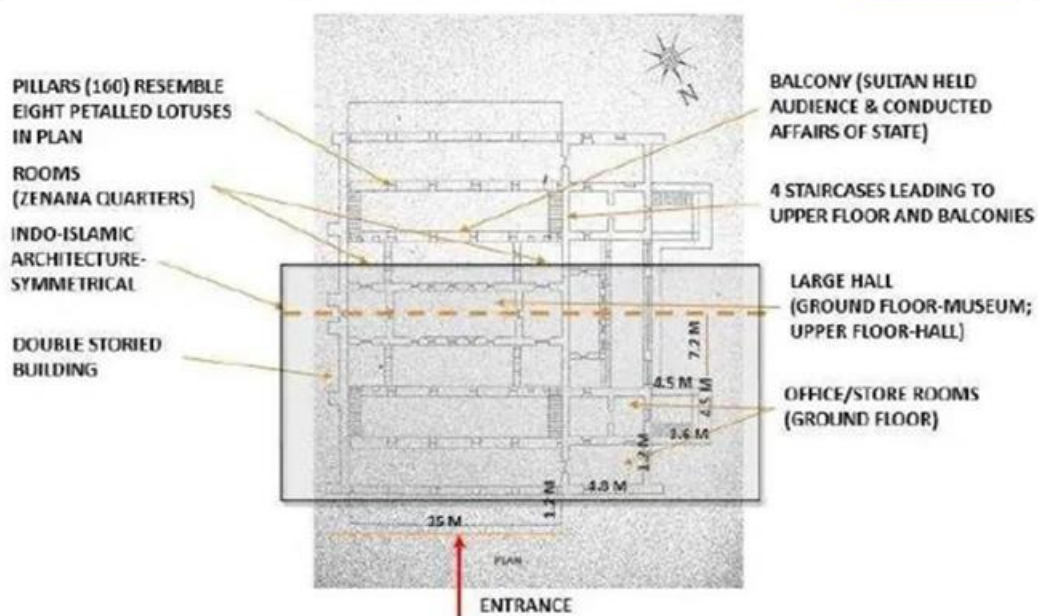 PILLARS (160) RESEMBLE
EIGHT PETALLED LOTUSES
IN PLAN
ROOMS
(ZENANA QUARTERS)
INDO-ISLAMIC
ARCHITECTURE-
SYMMETRICAL
DOUBLE STORIED
BUILDING
N
BALCONY (SULTAN HELD
AUDIENCE & CONDUCTED
AFFAIRS OF STATE)
4 STAIRCASES LEADING TO
UPPER FLOOR AND BALCONIES
LARGE HALL
(GROUND FLOOR-MUSEUM;
UPPER FLOOR-HALL)
7.2 M
4.5 M
4.5 M
OFFICE/STORE ROOMS
(GROUND FLOOR)
3.6 M
1.2 M
4.8 M
1.2 M
35 M
PLAN
ENTRANCE